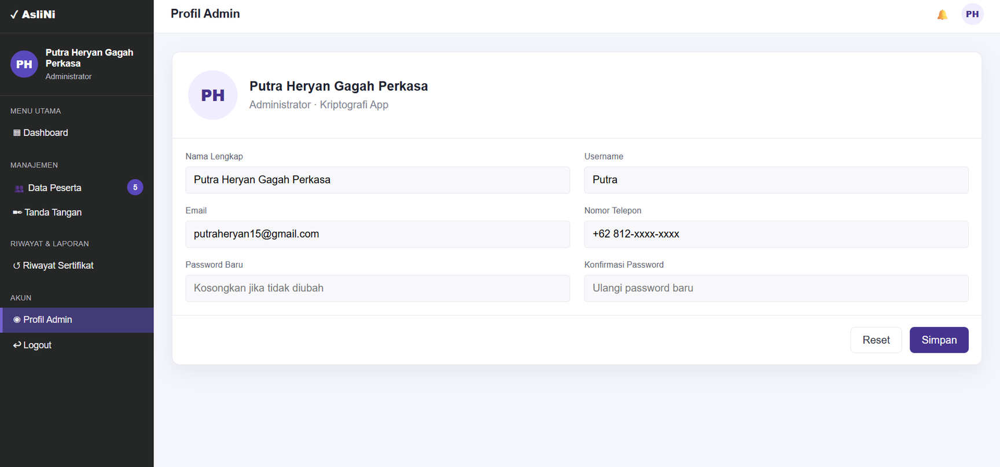 ✓ AsliNi
PH
Putra Heryan Gagah
Perkasa
Administrator
MENU UTAMA
Dashboard
MANAJEMEN
Data Peserta
5
Tanda Tangan
RIWAYAT & LAPORAN
Riwayat Sertifikat
AKUN
Profil Admin
Logout
Profil Admin
PH
PH
Putra Heryan Gagah Perkasa
Administrator · Kriptografi App
Nama Lengkap
Putra Heryan Gagah Perkasa
Username
Putra
Email
putraheryan15@gmail.com
Nomor Telepon
+62 812-xxxx-xxxx
Password Baru
Kosongkan jika tidak diubah
Konfirmasi Password
Ulangi password baru
Reset
Simpan